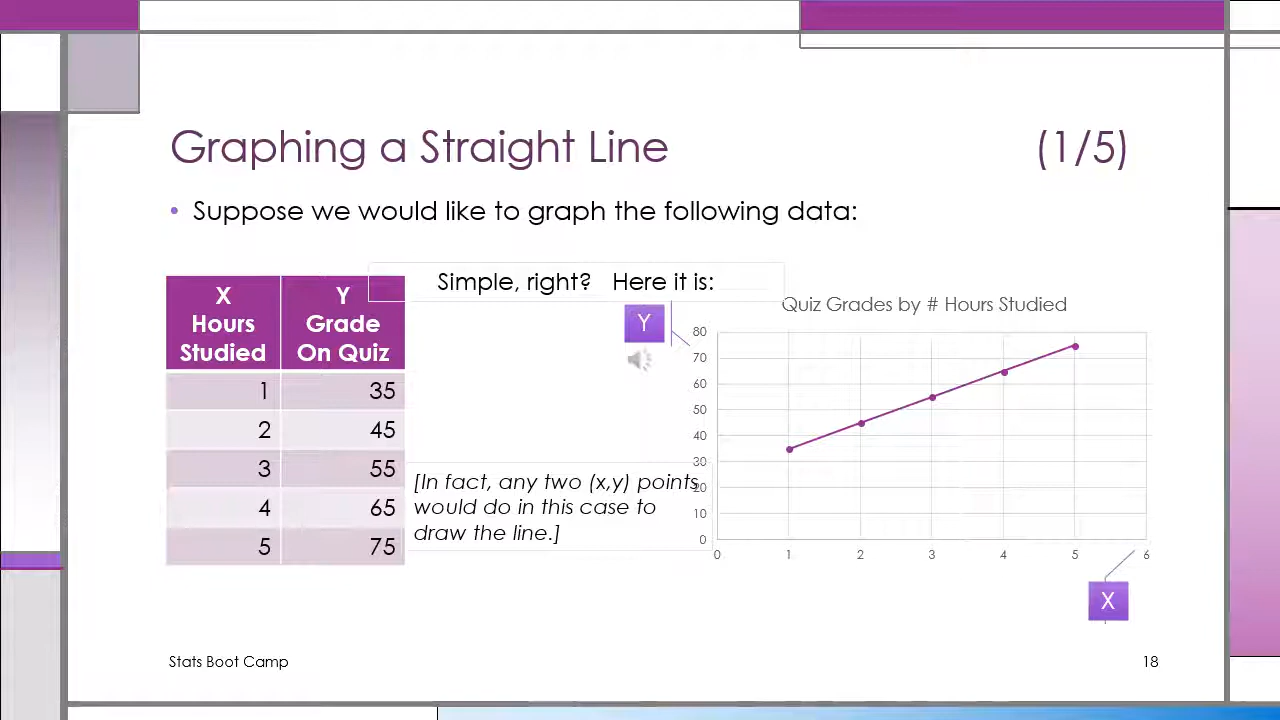 Graphing a Straight Line (1/5)
• Suppose we would like to graph the following data:
Simple, right? Here it is:
X
Hours
Studied
Y
Grade
On Quiz
1 35
2 45
3 55
4 65
5 75
[In fact, any two (x,y) points
would do in this case to
draw the line.]
Y
Quiz Grades by # Hours Studied
80
70
60
50
40
30
20
10
0
0 1 2 3 4 5 6
X
Stats Boot Camp
18